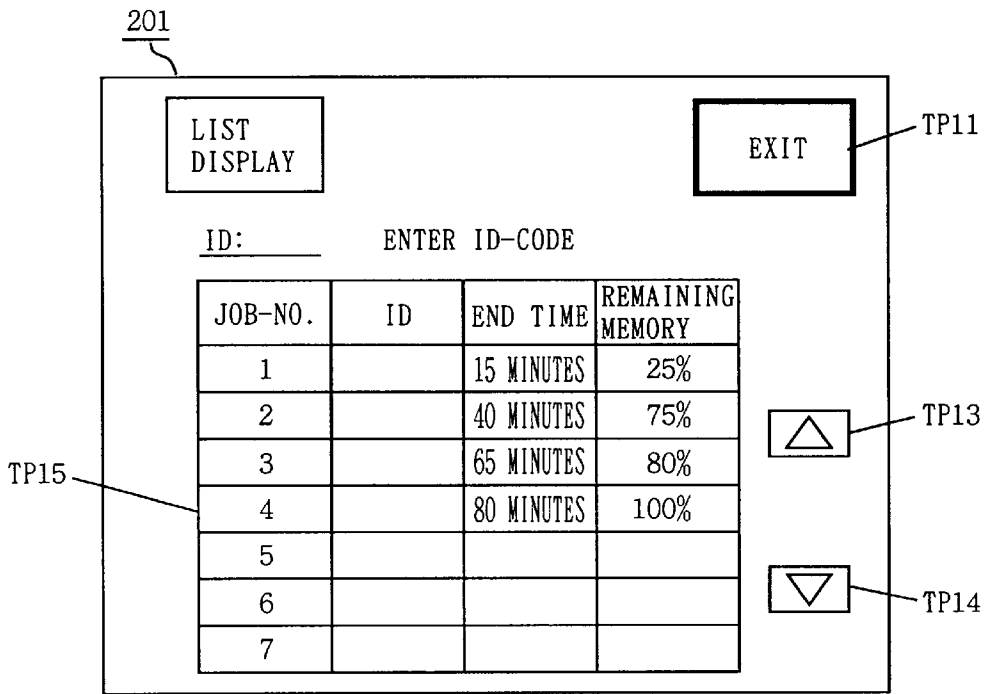 201
LIST
DISPLAY
EXIT
TP11
ID:
ENTER ID-CODE
JOB-NO. ID END TIME REMAINING MEMORY
1 15 MINUTES 25%
2 40 MINUTES 75%
TP13
3 65 MINUTES 80%
TP15
4 80 MINUTES 100%
5
6
TP14
7